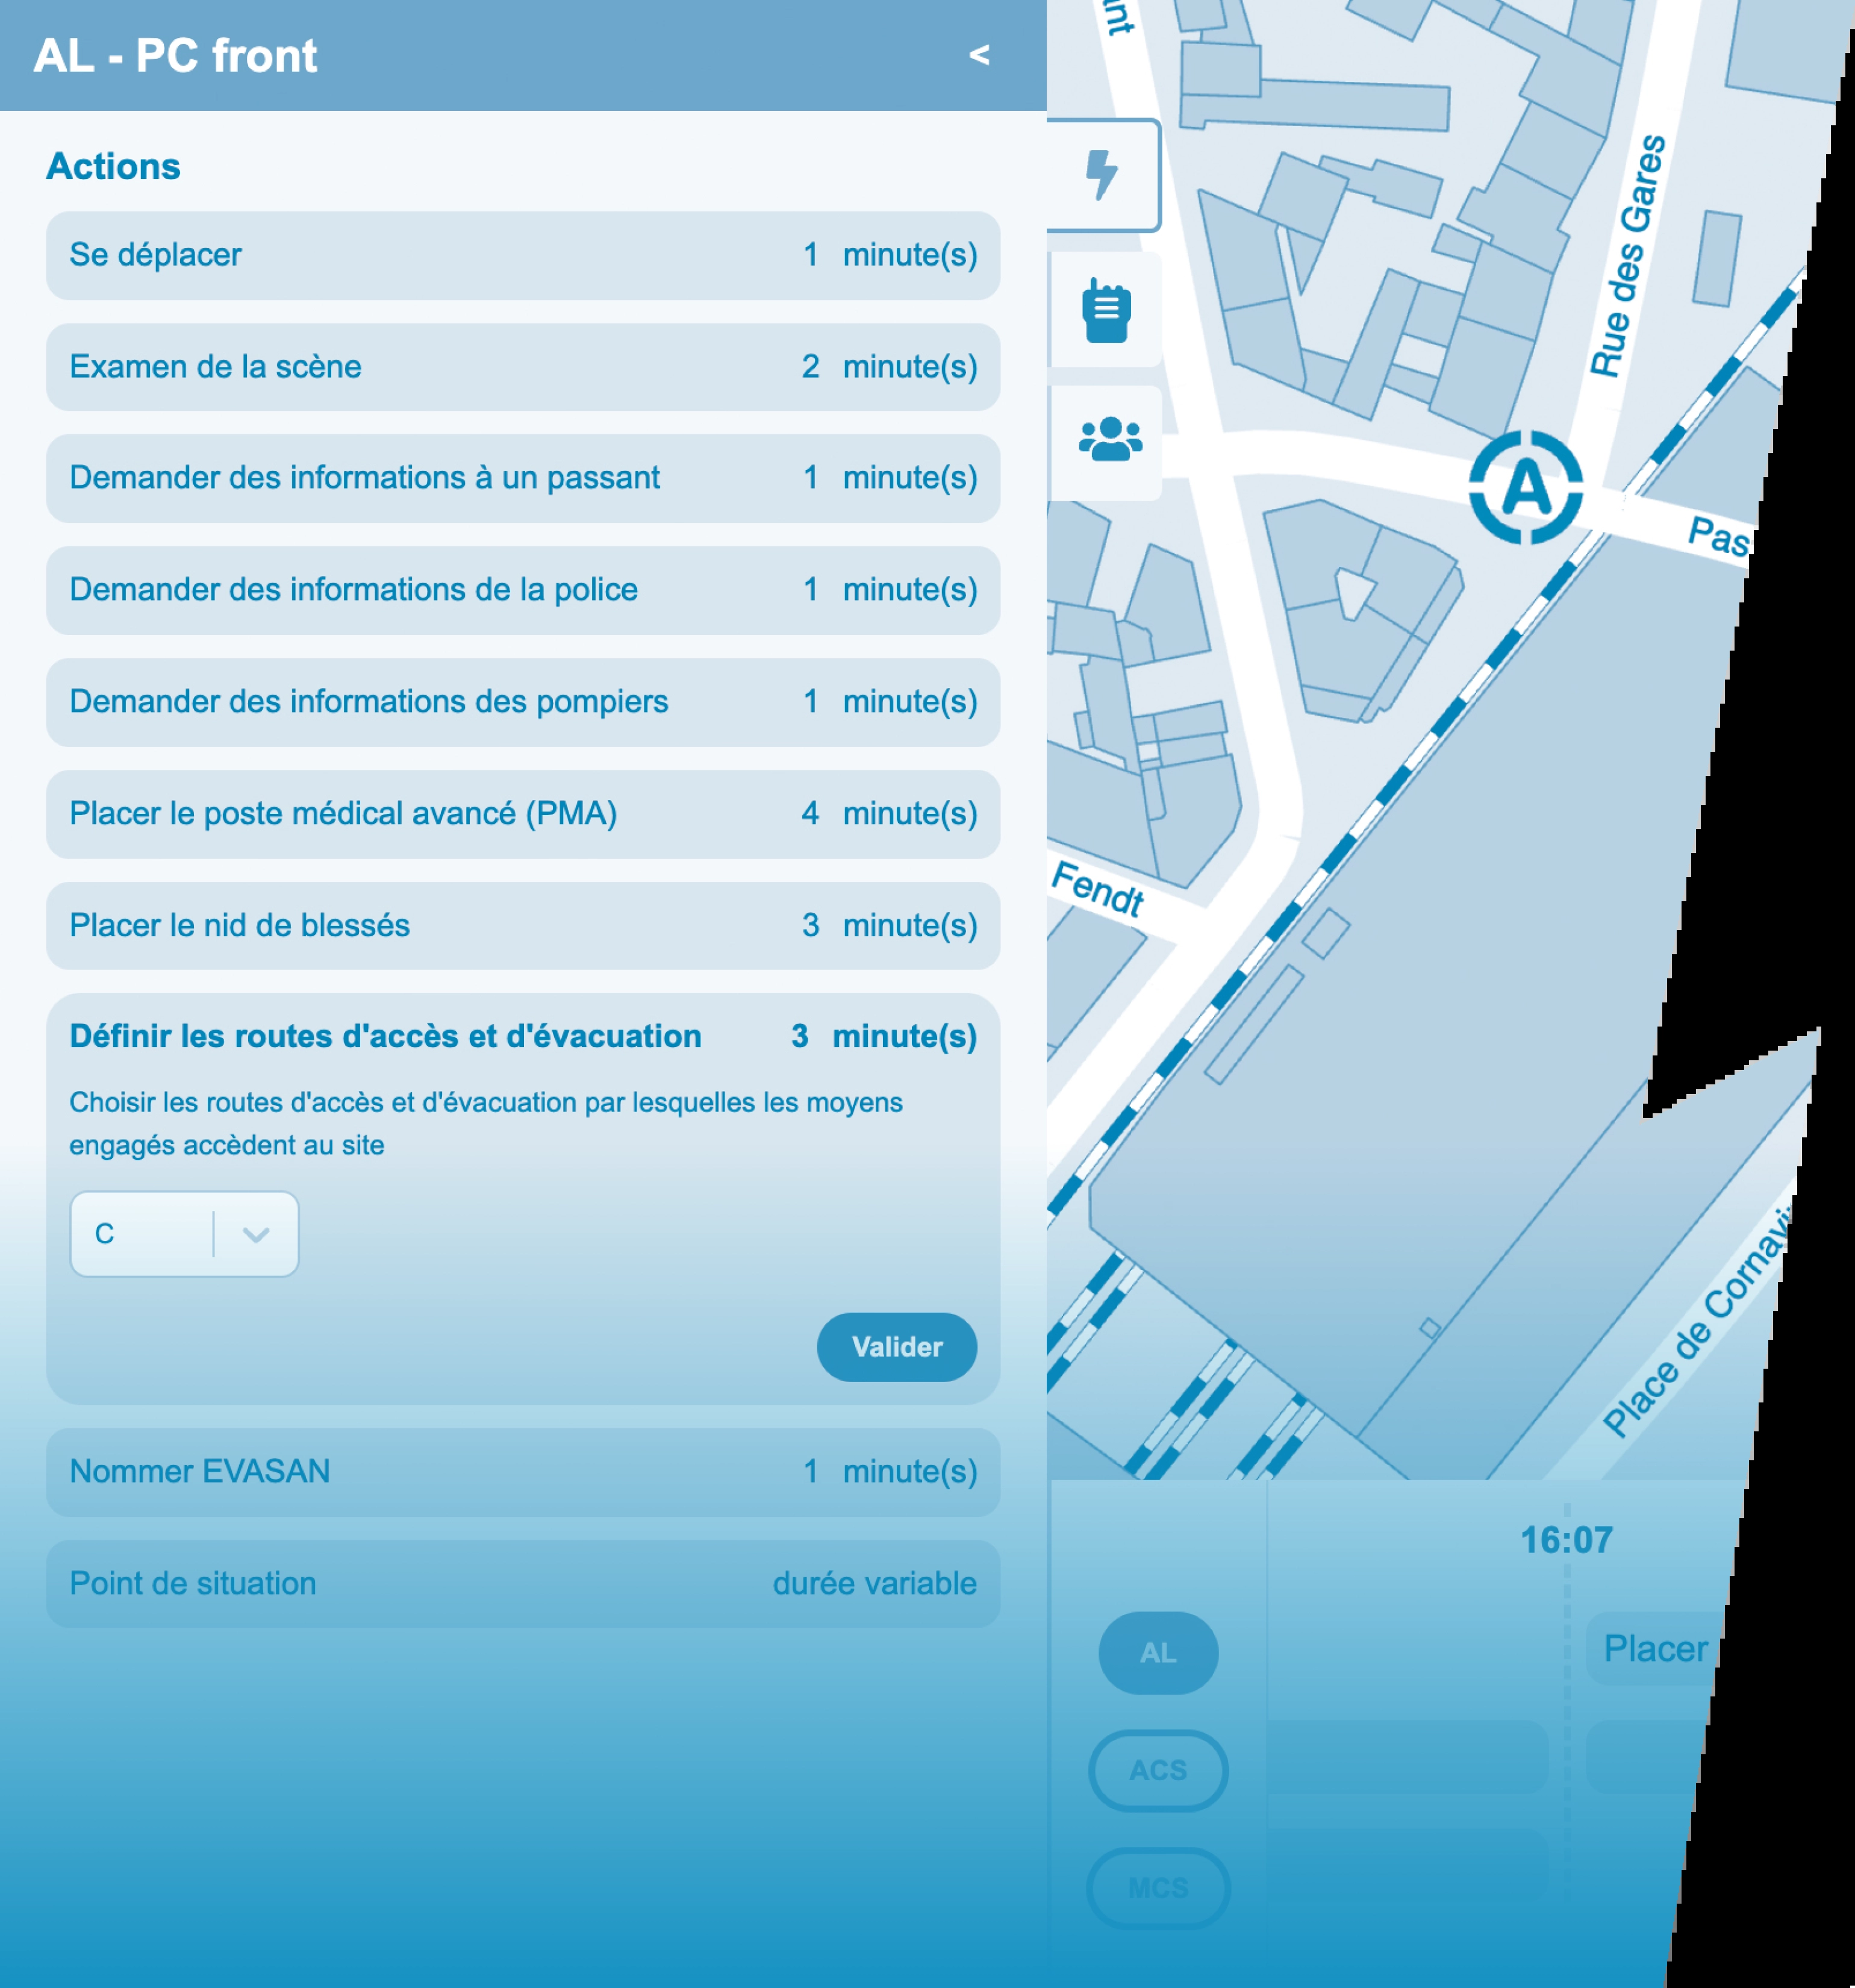 AL - PC front <
Actions
Se déplacer 1 minute(s)
Examen de la scène 2 minute(s)
Demander des informations à un passant 1 minute(s)
Demander des informations de la police 1 minute(s)
Demander des informations des pompiers 1 minute(s)
Placer le poste médical avancé (PMA) 4 minute(s)
Placer le nid de blessés 3 minute(s)
Définir les routes d'accès et d'évacuation 3 minute(s)
Choisir les routes d'accès et d'évacuation par lesquelles les moyens
engagés accèdent au site
C
Valider
Nommer EVASAN 1 minute(s)
Point de situation durée variable
Rue des Gares
A
Pas
Fendt
Place de Cornavi
16:07
AL
Placer
ACS
MCS